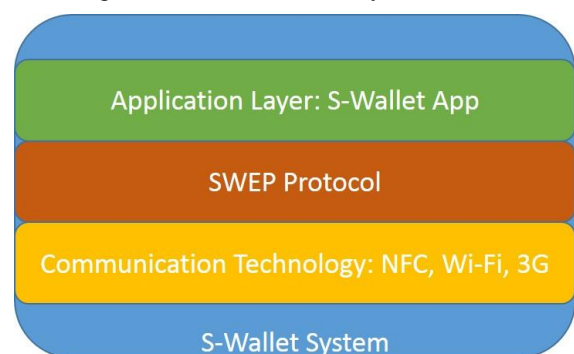 Application Layer: S-Wallet App
SWEP Protocol
Communication Technology: NFC, Wi-Fi, 3G
S-Wallet System